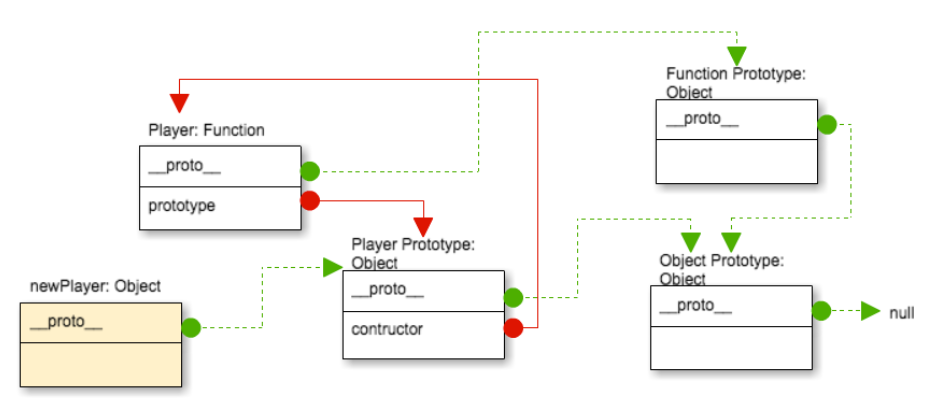 Function Prototype:
Object
__proto__
Player: Function
__proto__
prototype
Player Prototype:
Object
__proto__
contructor
Object Prototype:
Object
__proto__
null
newPlayer: Object
__proto__